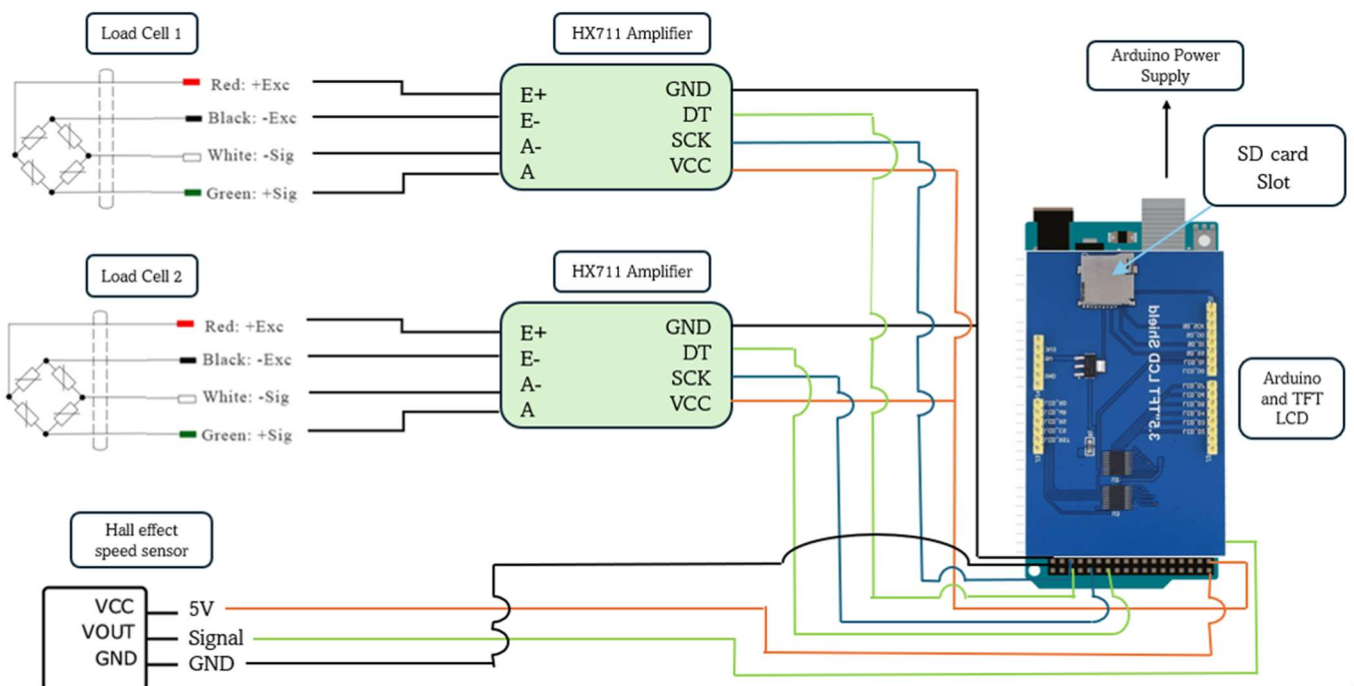 Load Cell 1
HX711 Amplifier
Red: +Exc
Black: -Exc
White: -Sig
Green: +Sig
E+
E-
A-
A
GND
DT
SCK
VCC
Arduino Power
Supply
SD card
Slot
Load Cell 2
HX711 Amplifier
Red: +Exc
Black: -Exc
White: -Sig
Green: +Sig
E+
E-
A-
A
GND
DT
SCK
VCC
3.5"TFT LCD Shield
Arduino
and TFT
LCD
Hall effect
speed sensor
VCC
5V
VOUT
Signal
GND
GND